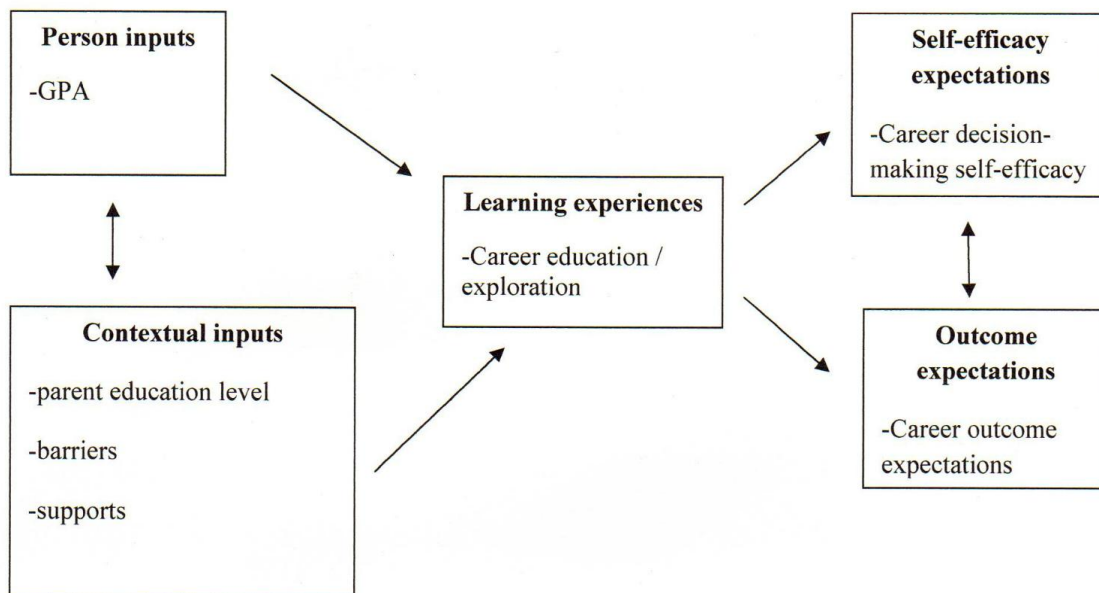 Person inputs
-GPA
Contextual inputs
-parent education level
-barriers
-supports
Learning experiences
-Career education /
exploration
Self-efficacy
expectations
-Career decision-
making self-efficacy
Outcome
expectations
-Career outcome
expectations